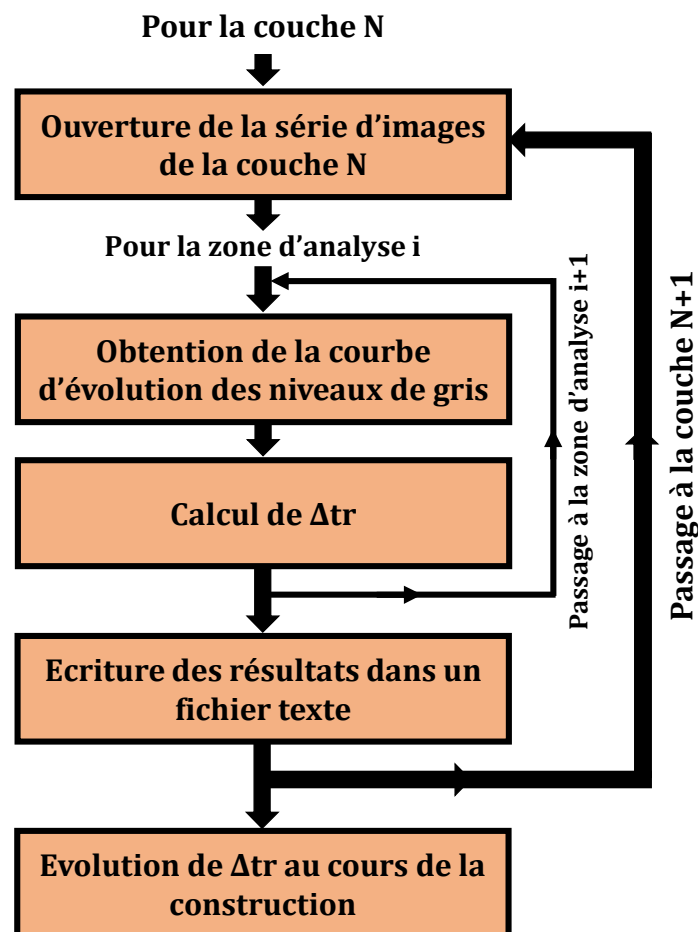 Pour la couche N
Ouverture de la série d’images
de la couche N
Pour la zone d’analyse i
Obtention de la courbe
d’évolution des niveaux de gris
Calcul de Δtr
Passage à la zone d’analyse i+1
Passage à la couche N+1
Ecriture des résultats dans un
fichier texte
Evolution de Δtr au cours de la
construction